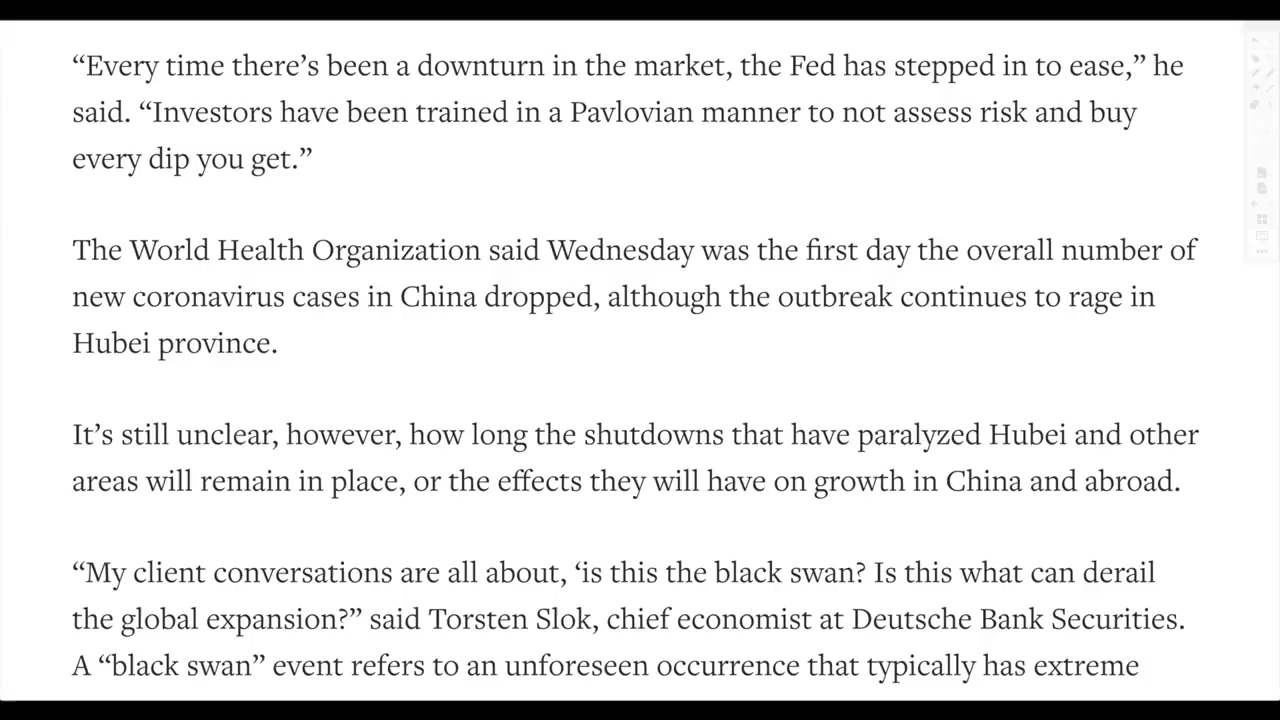 “Every time there’s been a downturn in the market, the Fed has stepped in to ease,” he
said. “Investors have been trained in a Pavlovian manner to not assess risk and buy
every dip you get.”
The World Health Organization said Wednesday was the first day the overall number of
new coronavirus cases in China dropped, although the outbreak continues to rage in
Hubei province.
It’s still unclear, however, how long the shutdowns that have paralyzed Hubei and other
areas will remain in place, or the effects they will have on growth in China and abroad.
“My client conversations are all about, ‘is this the black swan? Is this what can derail
the global expansion?” said Torsten Slok, chief economist at Deutsche Bank Securities.
A “black swan” event refers to an unforeseen occurrence that typically has extreme